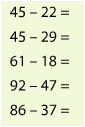 45 – 22 =
45 – 29 =
61 – 18 =
92 – 47 =
86 – 37 =